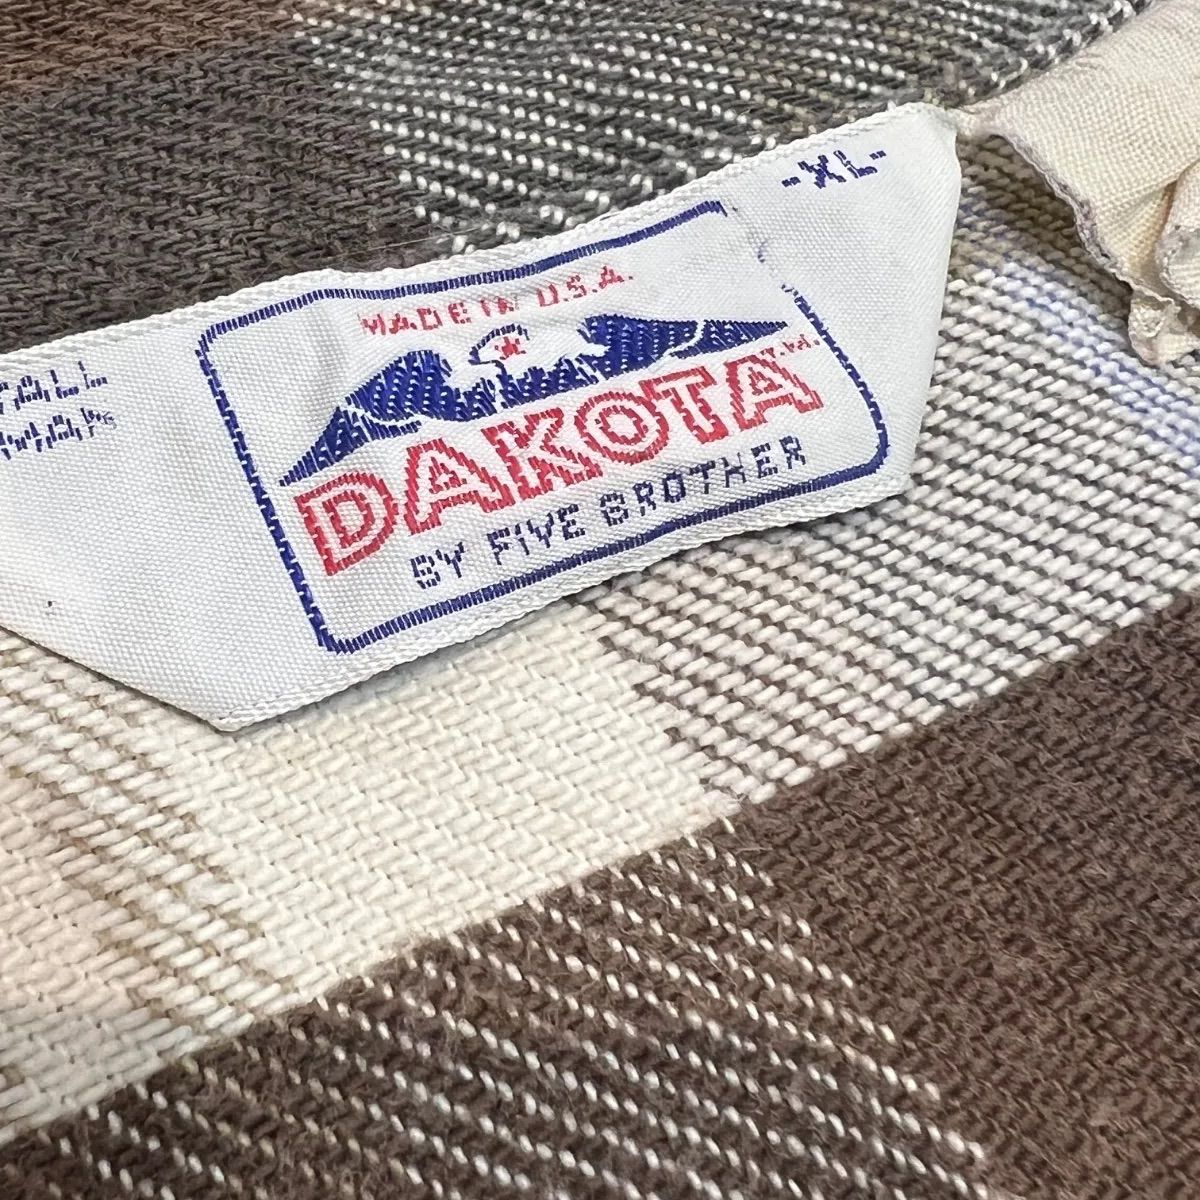 -XL-
MADE IN U.S.A.
DAKOTA T.M.
BY FIVE BROTHER